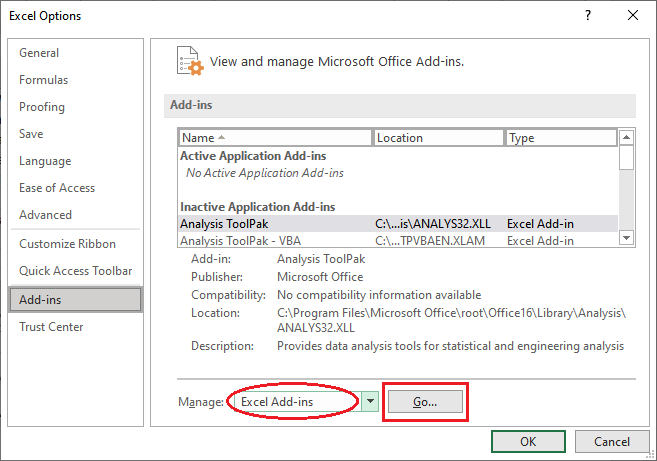 Excel Options ?
General
Formulas
Proofing
Save
Language
Ease of Access
Advanced
Customize Ribbon
Quick Access Toolbar
Add-ins
Trust Center
View and manage Microsoft Office Add-ins.
Add-ins
Name Location Type
Active Application Add-ins
No Active Application Add-ins
Inactive Application Add-ins
Analysis ToolPak C:\...is\ANALYS32.XLL Excel Add-in
Analysis ToolPak - VBA C:\...TPVBAEN.XLAM Excel Add-in
Add-in: Analysis ToolPak
Publisher: Microsoft Office
Compatibility: No compatibility information available
Location: C:\Program Files\Microsoft Office\root\Office16\Library\Analysis\
ANALYS32.XLL
Description: Provides data analysis tools for statistical and engineering analysis
Manage: Excel Add-ins Go...
OK Cancel